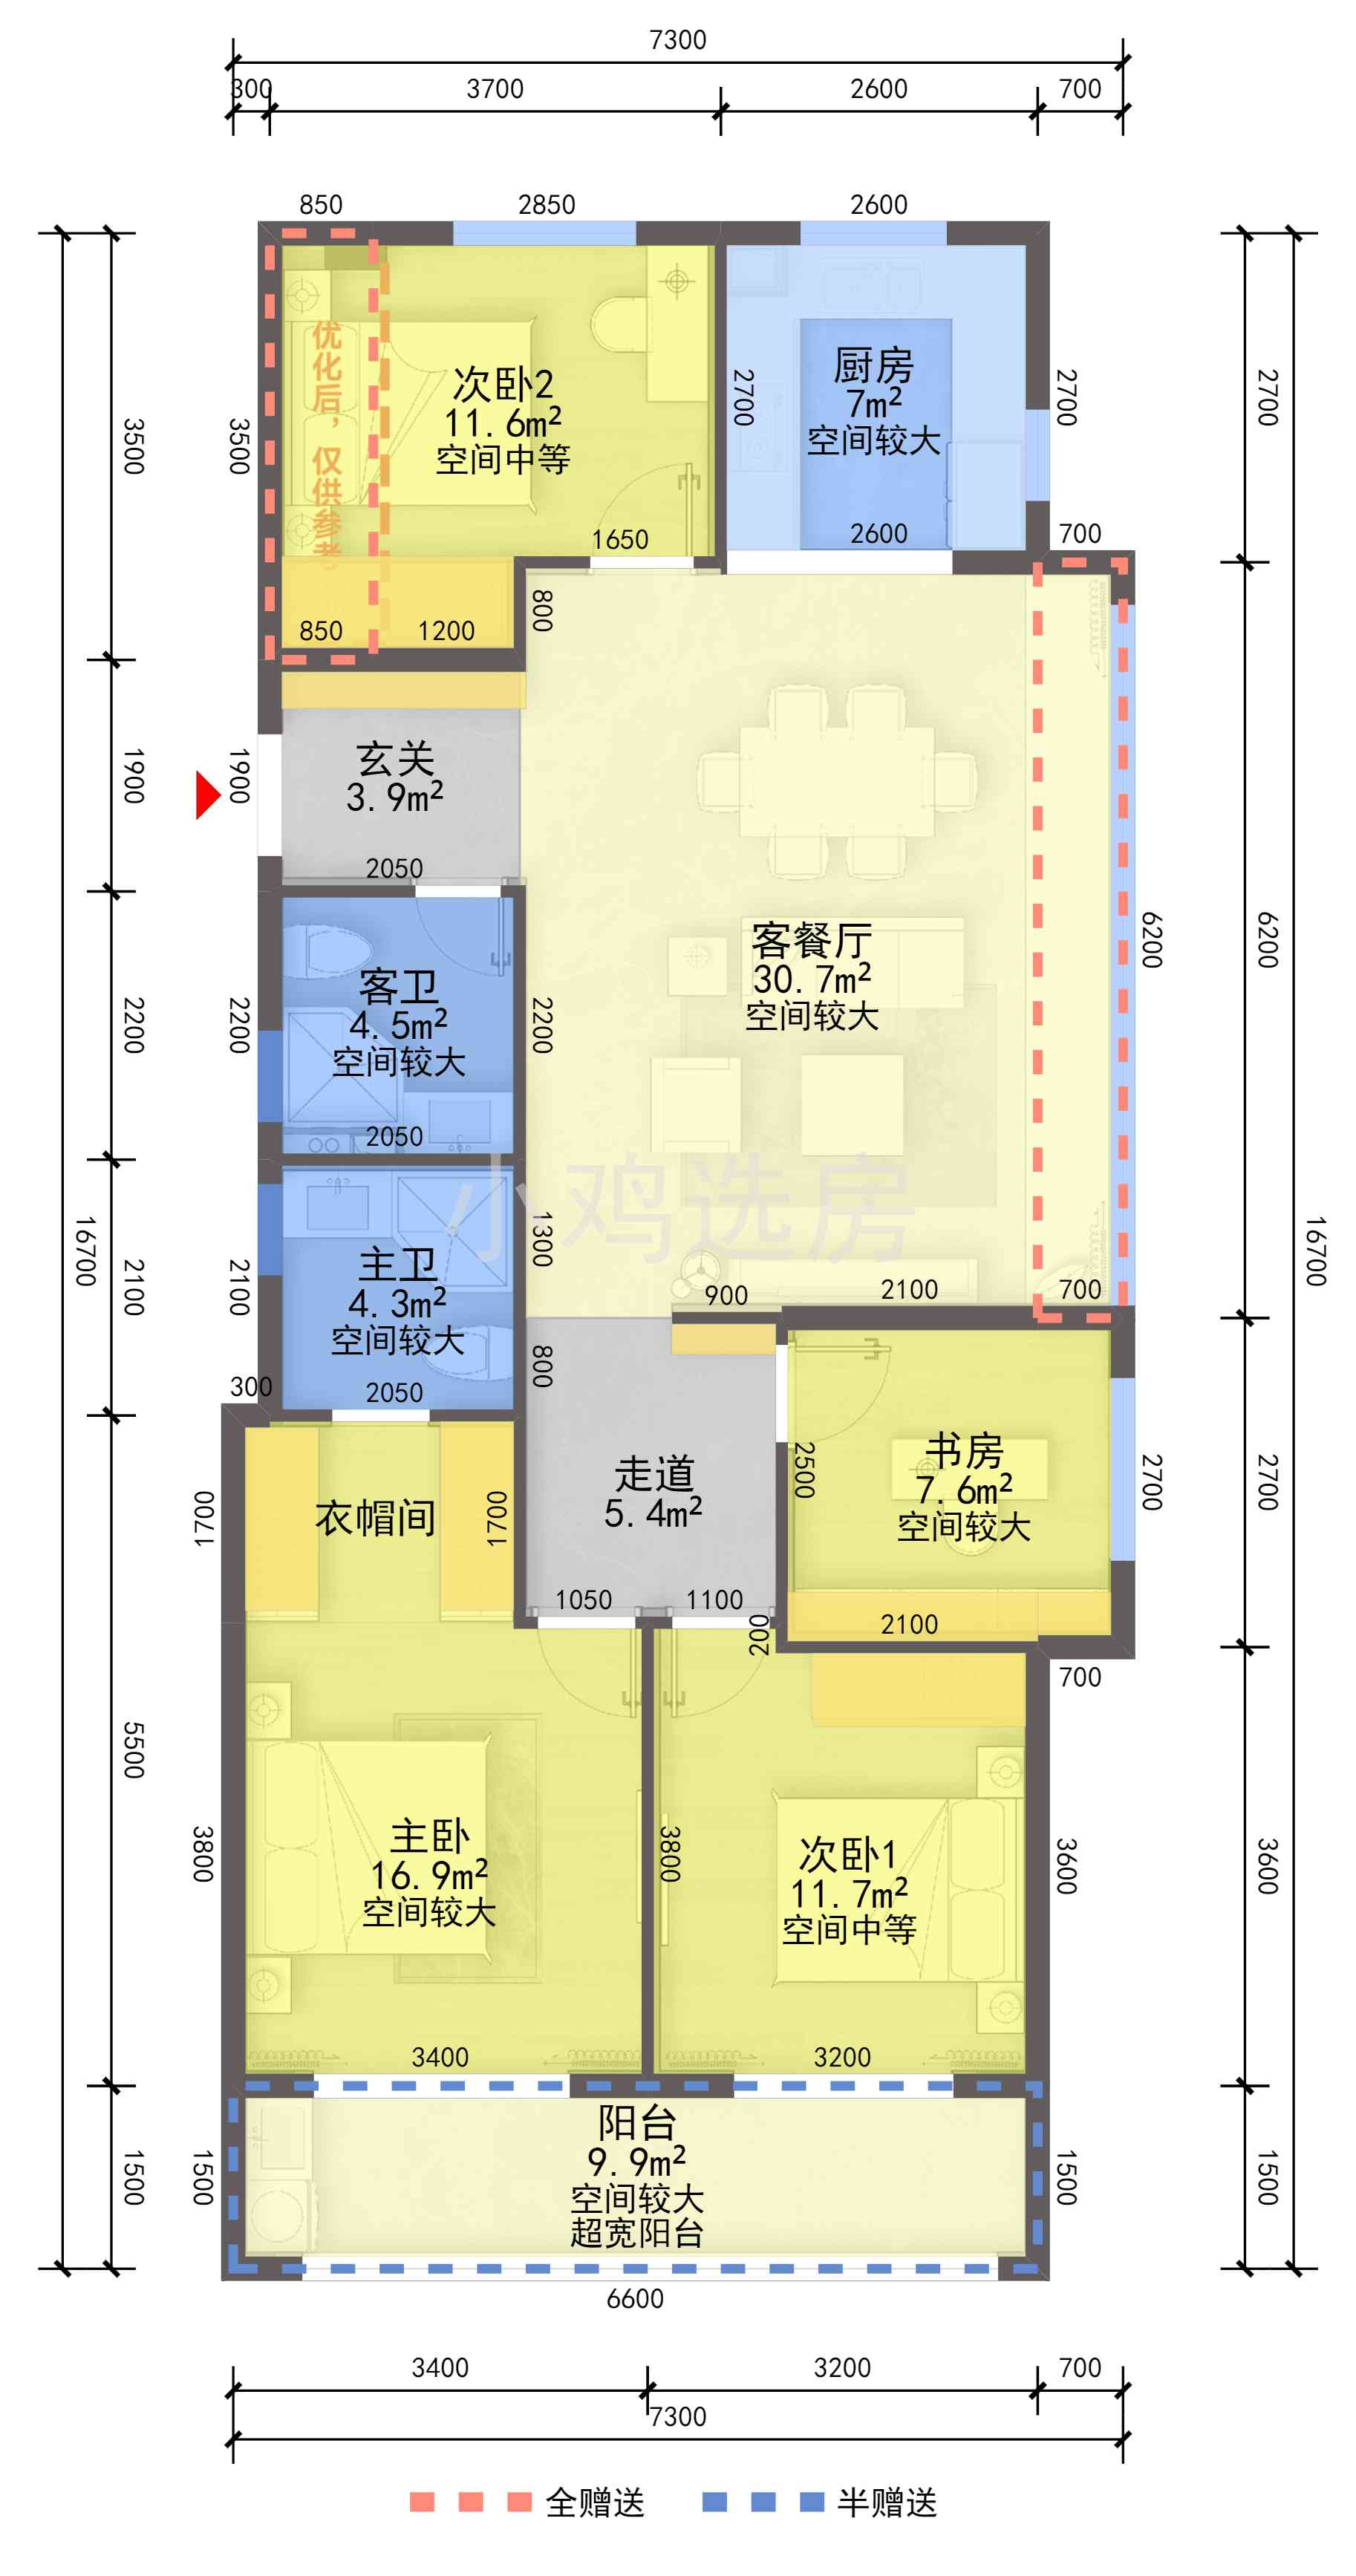 7300
300
3700
2600
700
850
2850
2600
优化后，仅供参考
次卧2
11.6m²
空间中等
厨房
7m²
空间较大
3500
3500
2700
2700
2700
1650
2600
700
850
1200
800
玄关
3.9m²
1900
1900
2050
客餐厅
30.7m²
空间较大
6200
6200
客卫
4.5m²
空间较大
2200
2200
2200
2050
小鸡选房
主卫
4.3m²
空间较大
16700
2100
2100
1300
16700
900
2100
700
300
2050
800
衣帽间
1700
1700
走道
5.4m²
书房
7.6m²
空间较大
2500
2700
2700
1050
1100
200
2100
700
5500
主卧
16.9m²
空间较大
3800
3800
次卧1
11.7m²
空间中等
3600
3600
3400
3200
阳台
9.9m²
空间较大
超宽阳台
1500
1500
1500
1500
6600
3400
3200
700
7300
全赠送
半赠送